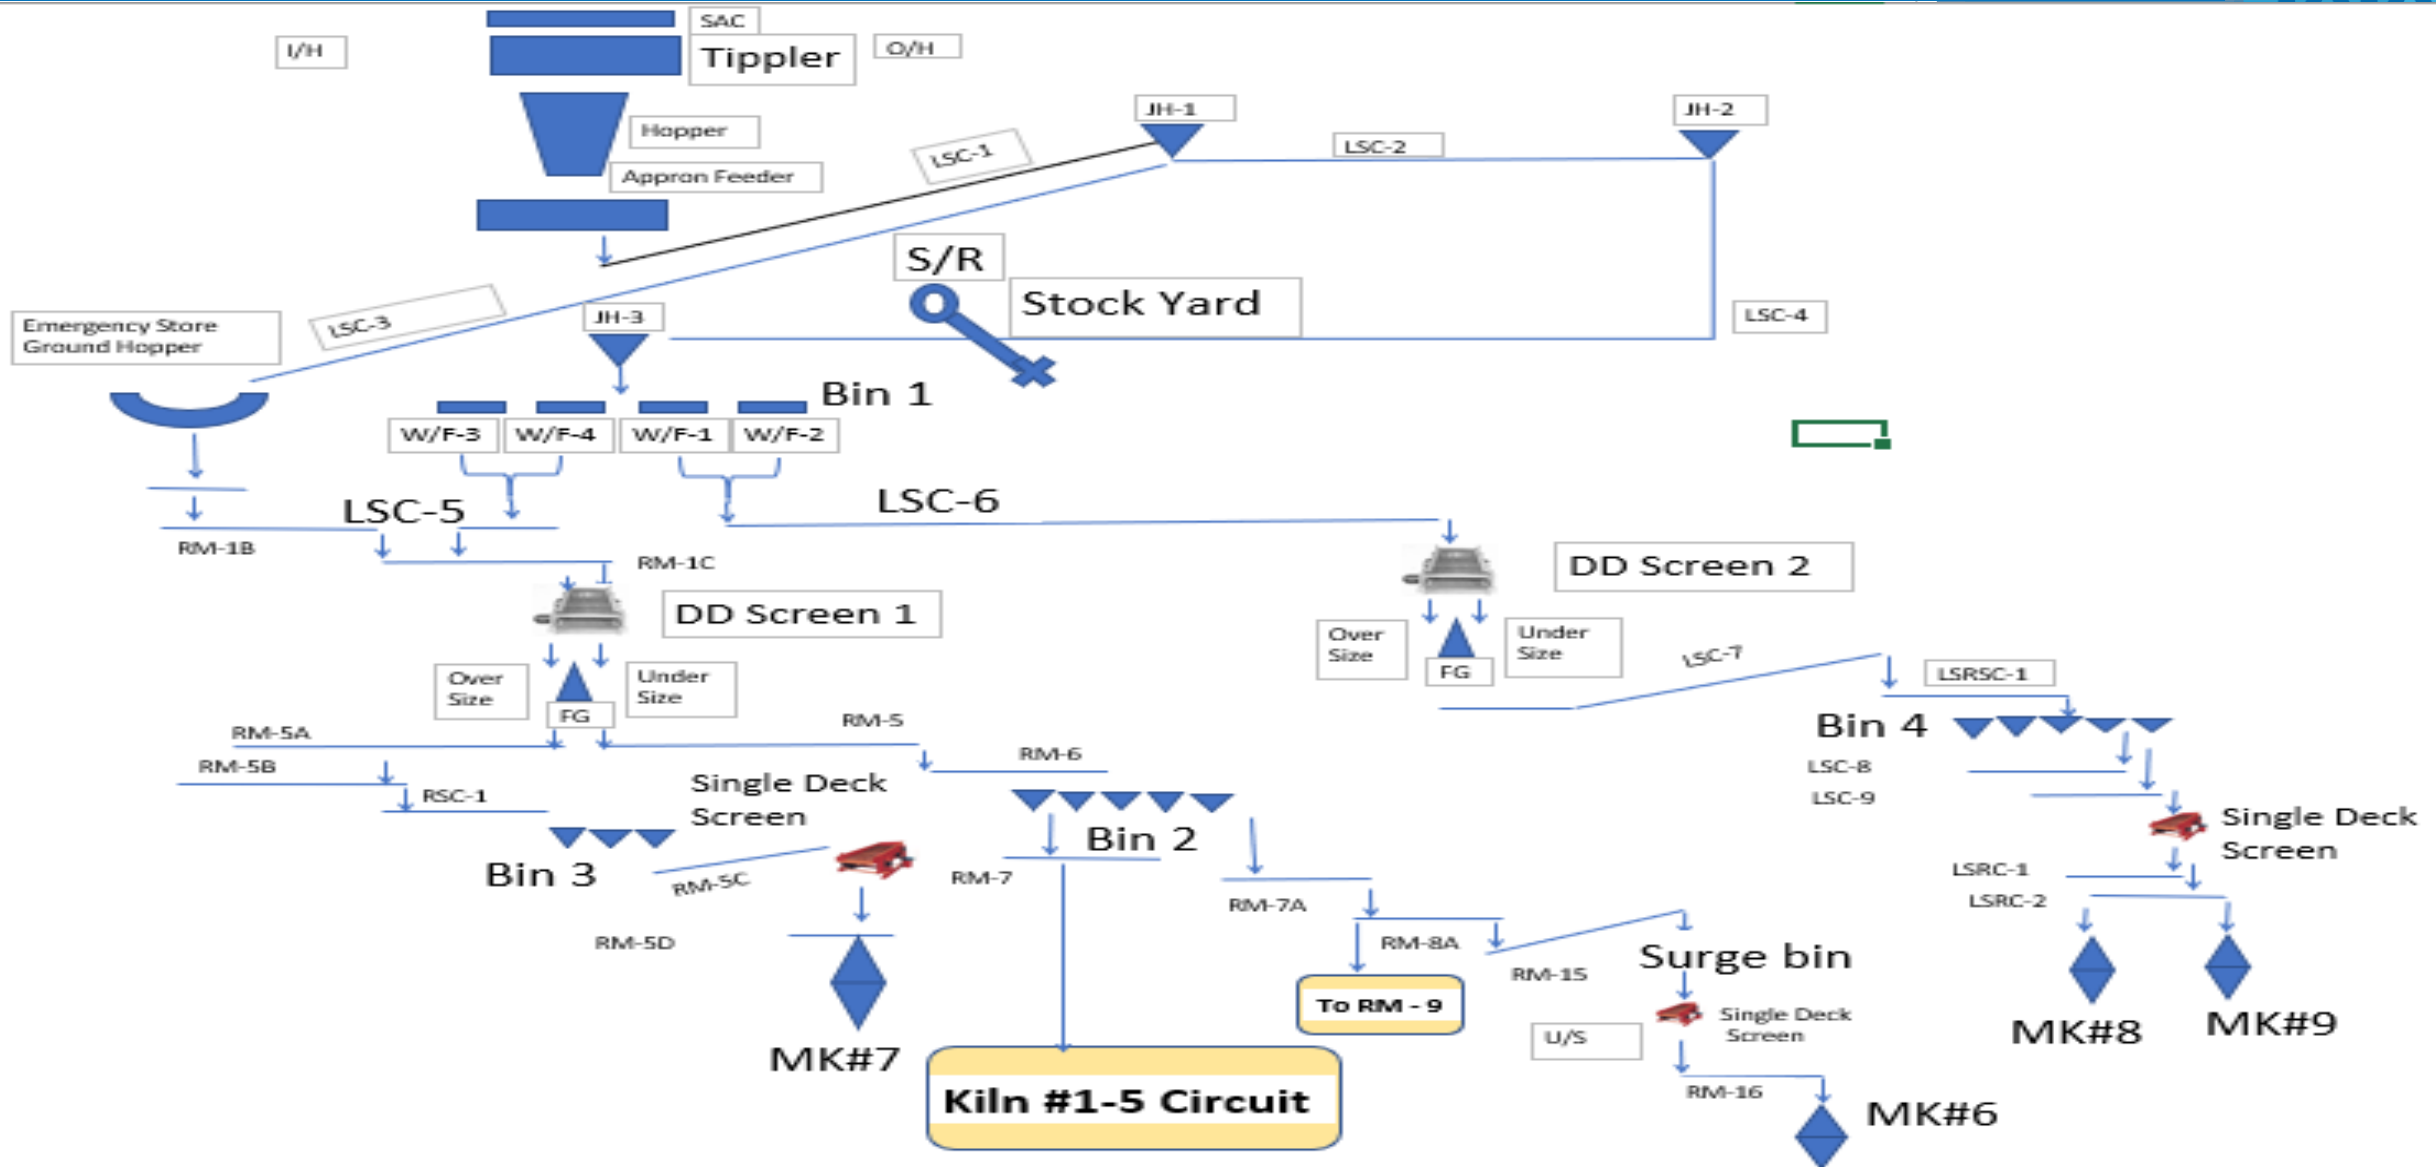 SAC
I/H
Tippler
O/H
Hopper
JH-1
JH-2
LSC-1
LSC-2
Appron Feeder
S/R
Stock Yard
LSC-3
JH-3
LSC-4
Emergency Store
Ground Hopper
Bin 1
W/F-3
W/F-4
W/F-1
W/F-2
LSC-5
LSC-6
RM-1B
RM-1C
DD Screen 1
DD Screen 2
Over
Size
FG
Under
Size
Over
Size
FG
Under
Size
LSC-7
LSRSC-1
RM-5A
RM-5
Bin 4
RM-5B
RM-6
LSC-8
RSC-1
Single Deck
Screen
LSC-9
Bin 2
Single Deck
Screen
Bin 3
RM-5C
RM-7
RM-7A
LSRC-1
LSRC-2
RM-5D
RM-8A
RM-15
Surge bin
To RM - 9
Single Deck
Screen
U/S
MK#8
MK#9
MK#7
Kiln #1-5 Circuit
RM-16
MK#6